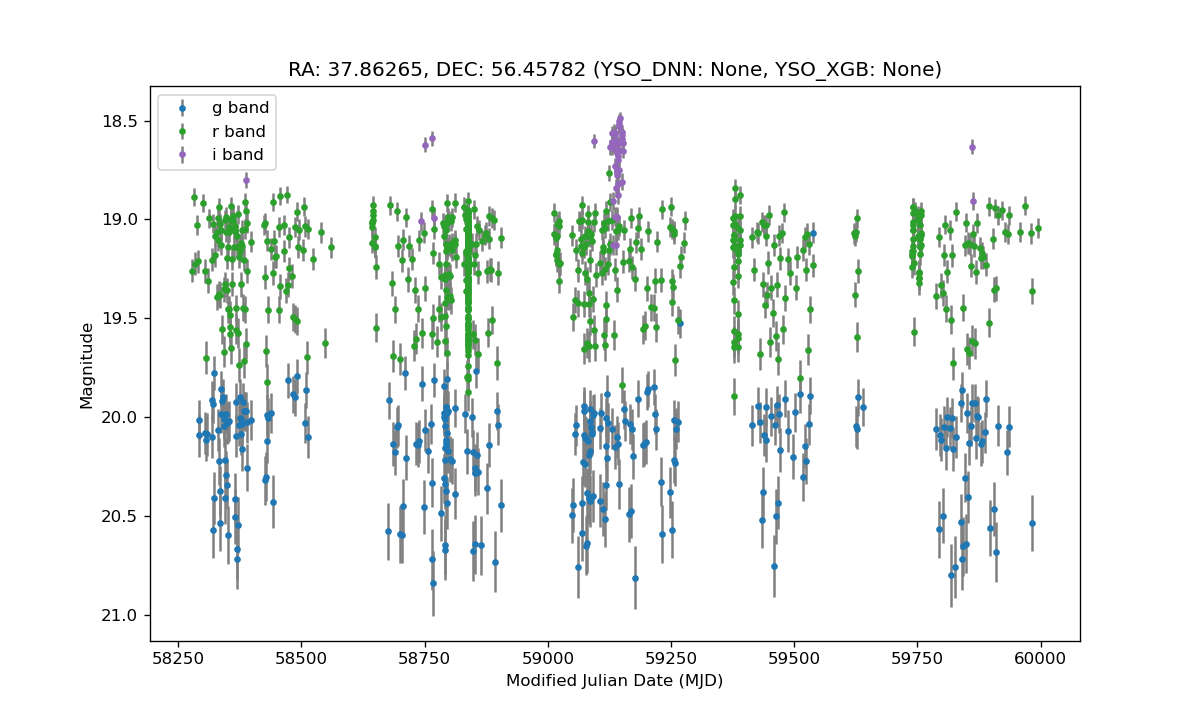 RA: 37.86265, DEC: 56.45782 (YSO_DNN: None, YSO_XGB: None)
g band
r band
i band
18.5
19.0
19.5
20.0
20.5
21.0
Magnitude
58250 58500 58750 59000 59250 59500 59750 60000
Modified Julian Date (MJD)